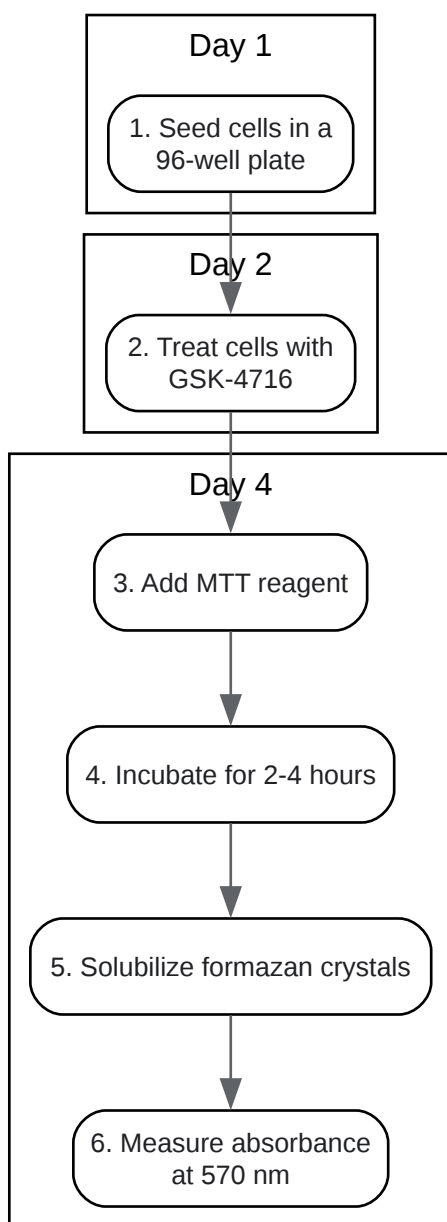 Day 1
1. Seed cells in a
96-well plate
Day 2
2. Treat cells with
GSK-4716
Day 4
3. Add MTT reagent
4. Incubate for 2-4 hours
5. Solubilize formazan crystals
6. Measure absorbance
at 570 nm